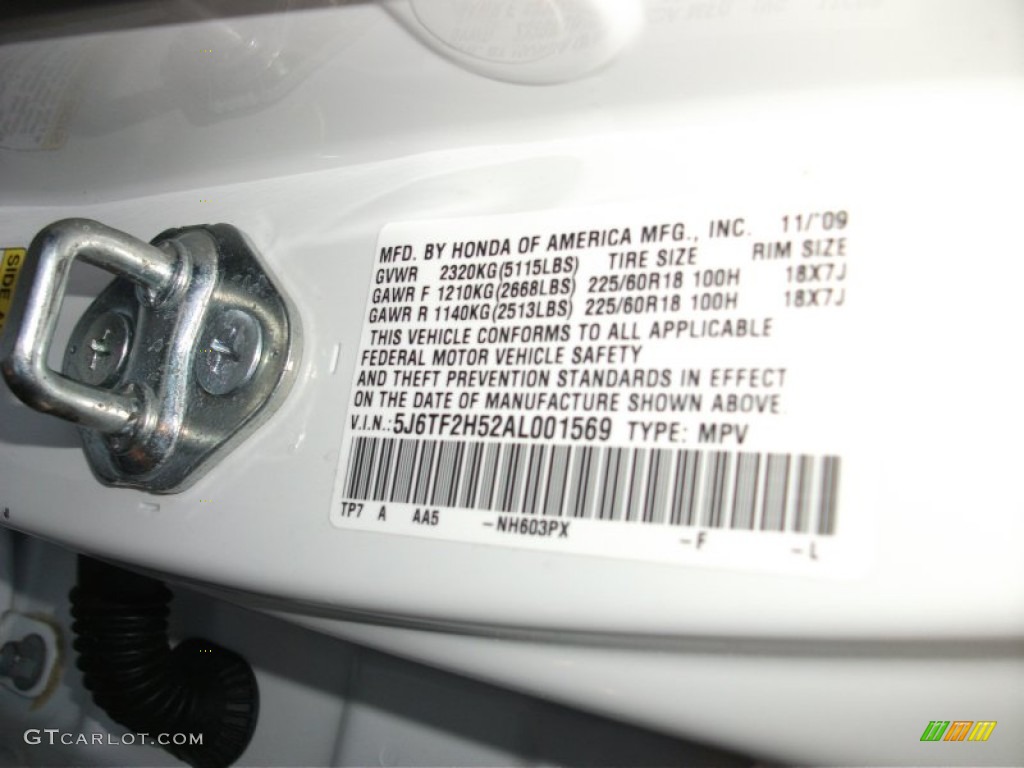 MFD. BY HONDA OF AMERICA MFG., INC. 11/'09
GVWR 2320KG(5115LBS) TIRE SIZE RIM SIZE
GAWR F 1210KG(2668LBS) 225/60R18 100H 18X7J
GAWR R 1140KG(2513LBS) 225/60R18 100H 18X7J
THIS VEHICLE CONFORMS TO ALL APPLICABLE
FEDERAL MOTOR VEHICLE SAFETY
AND THEFT PREVENTION STANDARDS IN EFFECT
ON THE DATE OF MANUFACTURE SHOWN ABOVE.
V.I.N.: 5J6TF2H52AL001569 TYPE: MPV
TP7 A AA5 -NH603PX -F -L
SIDE
GTCARLOT.COM